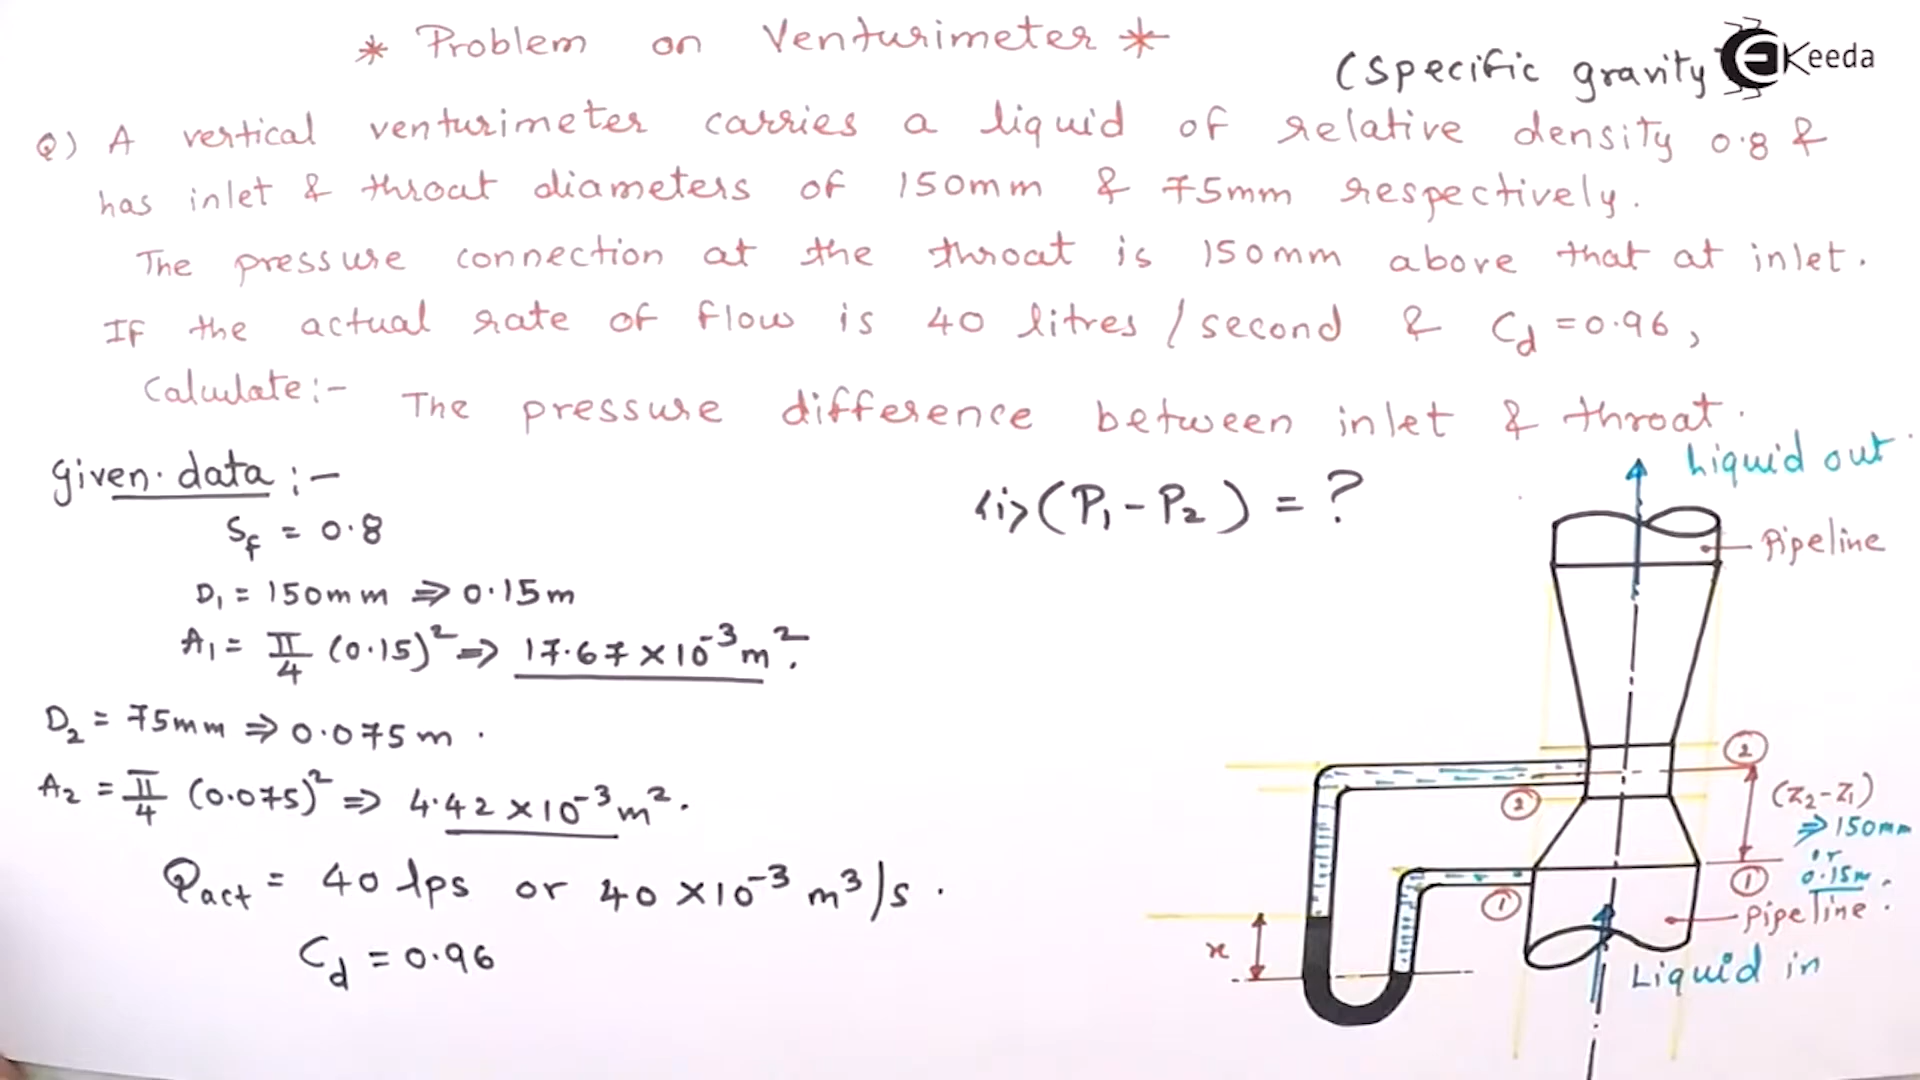 * Problem on Venturimeter *
(specific gravity
EKeeda
Q) A vertical venturimeter carries a liquid of relative density 0.8 &
has inlet & throat diameters of 150mm & 75mm respectively.
The pressure connection at the throat is 150mm above that at inlet.
If the actual rate of flow is 40 litres/second & Cd = 0.96,
Calculate:- The pressure difference between inlet & throat.
given data :-
Sf = 0.8
D₁ = 150mm ⇒ 0.15m
A₁ = π/4 (0.15)² ⇒ 17.67 × 10⁻³ m².
D₂ = 75mm ⇒ 0.075m.
A₂ = π/4 (0.075)² ⇒ 4.42 × 10⁻³ m².
Qact = 40 lps or 40 × 10⁻³ m³/s.
Cd = 0.96
<i> (P₁ - P₂) = ?
Liquid out
Pipeline
2
2
(Z₂-Z₁)
⇒ 150mm
or
0.15m.
1
1
pipeline.
x
Liquid in